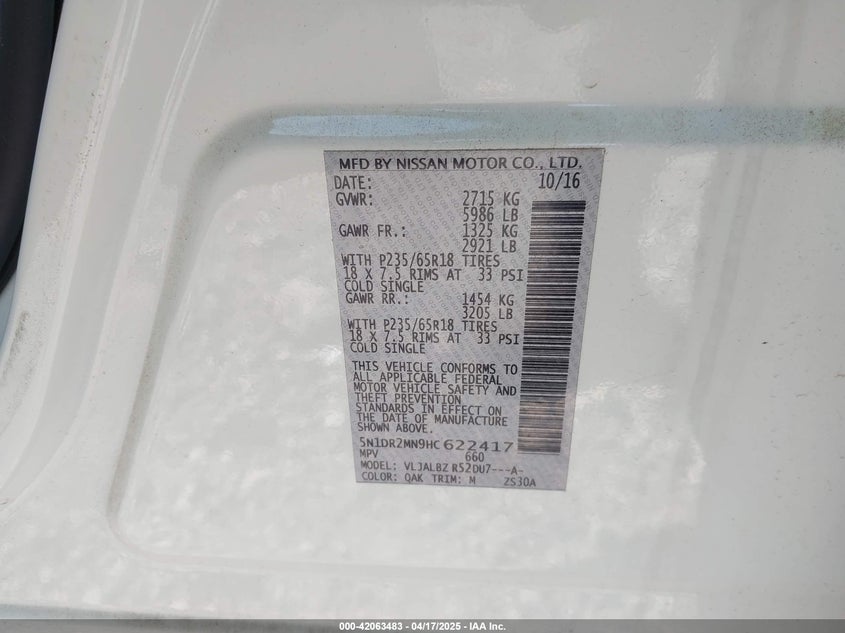 MFD BY NISSAN MOTOR CO., LTD.
DATE: 10/16
GVWR: 2715 KG
5986 LB
GAWR FR.: 1325 KG
2921 LB
WITH P235/65R18 TIRES
18 X 7.5 RIMS AT 33 PSI
COLD SINGLE
GAWR RR.: 1454 KG
3205 LB
WITH P235/65R18 TIRES
18 X 7.5 RIMS AT 33 PSI
COLD SINGLE
THIS VEHICLE CONFORMS TO
ALL APPLICABLE FEDERAL
MOTOR VEHICLE SAFETY AND
THEFT PREVENTION
STANDARDS IN EFFECT ON
THE DATE OF MANUFACTURE
SHOWN ABOVE.
5N1DR2MN9HC622417
MPV 660
MODEL: VLJALBZ R52DU7---A-
COLOR: QAK TRIM: M ZS30A
000-42063483 - 04/17/2025 - IAA Inc.